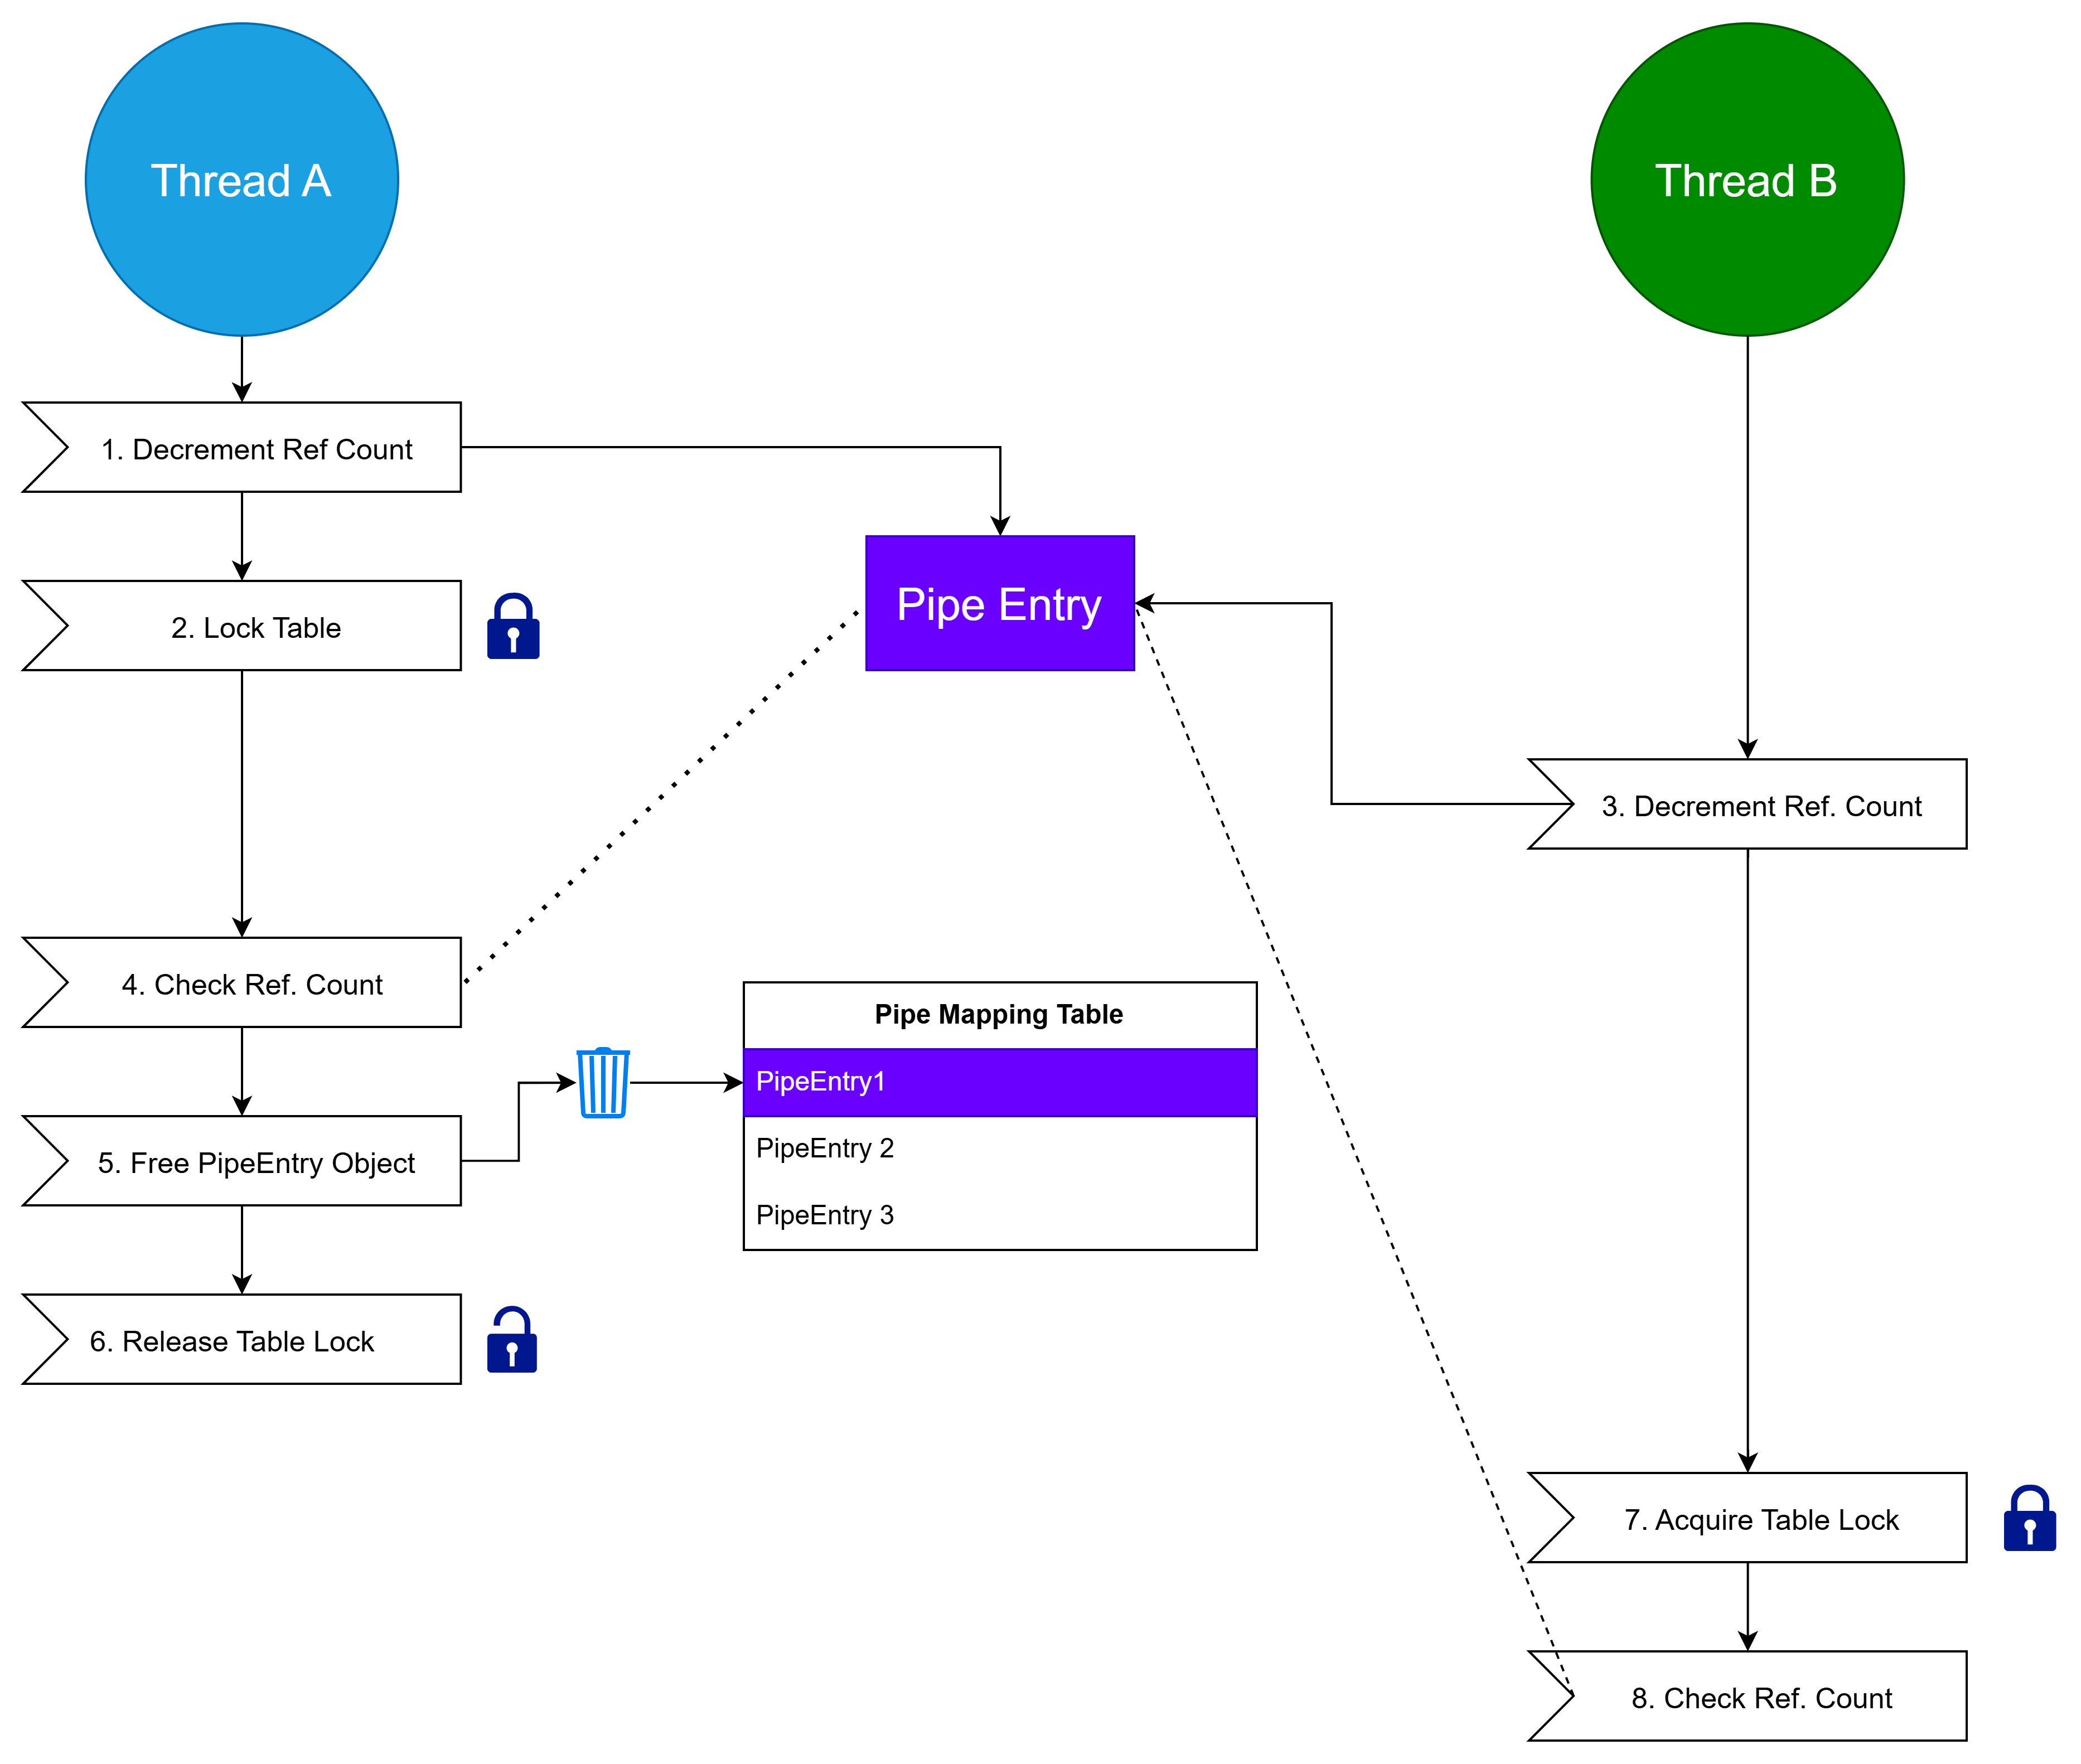 Thread A
Thread B
1. Decrement Ref Count
Pipe Entry
2. Lock Table
3. Decrement Ref. Count
4. Check Ref. Count
Pipe Mapping Table
PipeEntry1
PipeEntry 2
5. Free PipeEntry Object
PipeEntry 3
6. Release Table Lock
7. Acquire Table Lock
8. Check Ref. Count